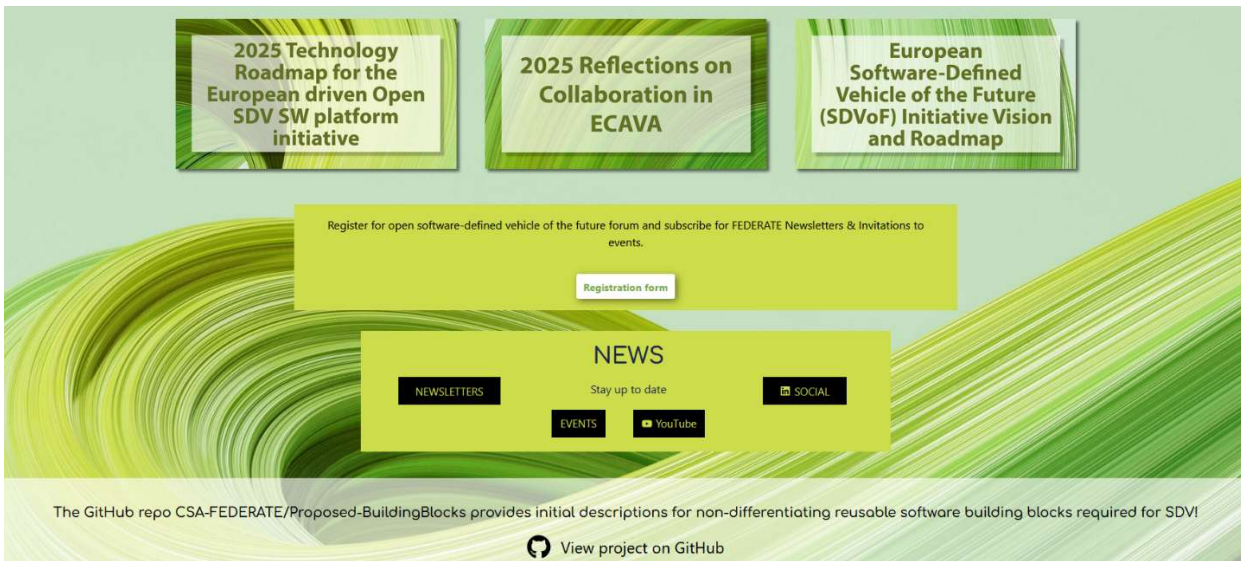 2025 Technology
Roadmap for the
European driven Open
SDV SW platform
initiative
2025 Reflections on
Collaboration in
ECAVA
European
Software-Defined
Vehicle of the Future
(SDVoF) Initiative Vision
and Roadmap
Register for open software-defined vehicle of the future forum and subscribe for FEDERATE Newsletters & Invitations to
events.
Registration form
NEWS
NEWSLETTERS
Stay up to date
SOCIAL
EVENTS
YouTube
The GitHub repo CSA-FEDERATE/Proposed-BuildingBlocks provides initial descriptions for non-differentiating reusable software building blocks required for SDV!
View project on GitHub